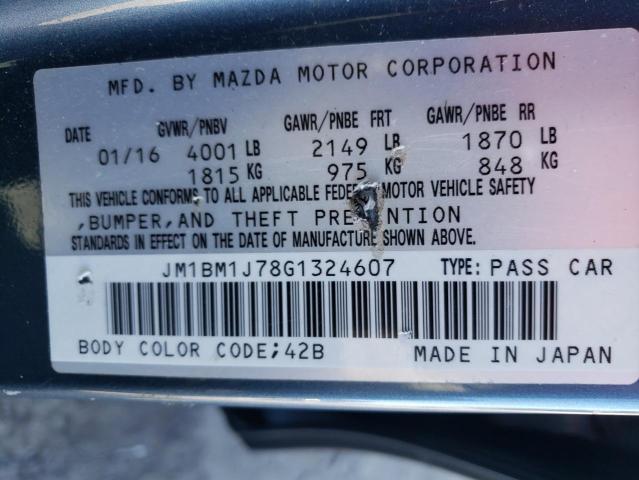 MFD. BY MAZDA MOTOR CORPORATION
DATE GVWR/PNBV GAWR/PNBE FRT GAWR/PNBE RR
01/16 4001 LB 2149 LB 1870 LB
1815 KG 975 KG 848 KG
THIS VEHICLE CONFORMS TO ALL APPLICABLE FEDERAL MOTOR VEHICLE SAFETY
,BUMPER,AND THEFT PREVENTION
STANDARDS IN EFFECT ON THE DATE OF MANUFACTURE SHOWN ABOVE.
JM1BM1J78G1324607 TYPE: PASS CAR
BODY COLOR CODE;42B MADE IN JAPAN